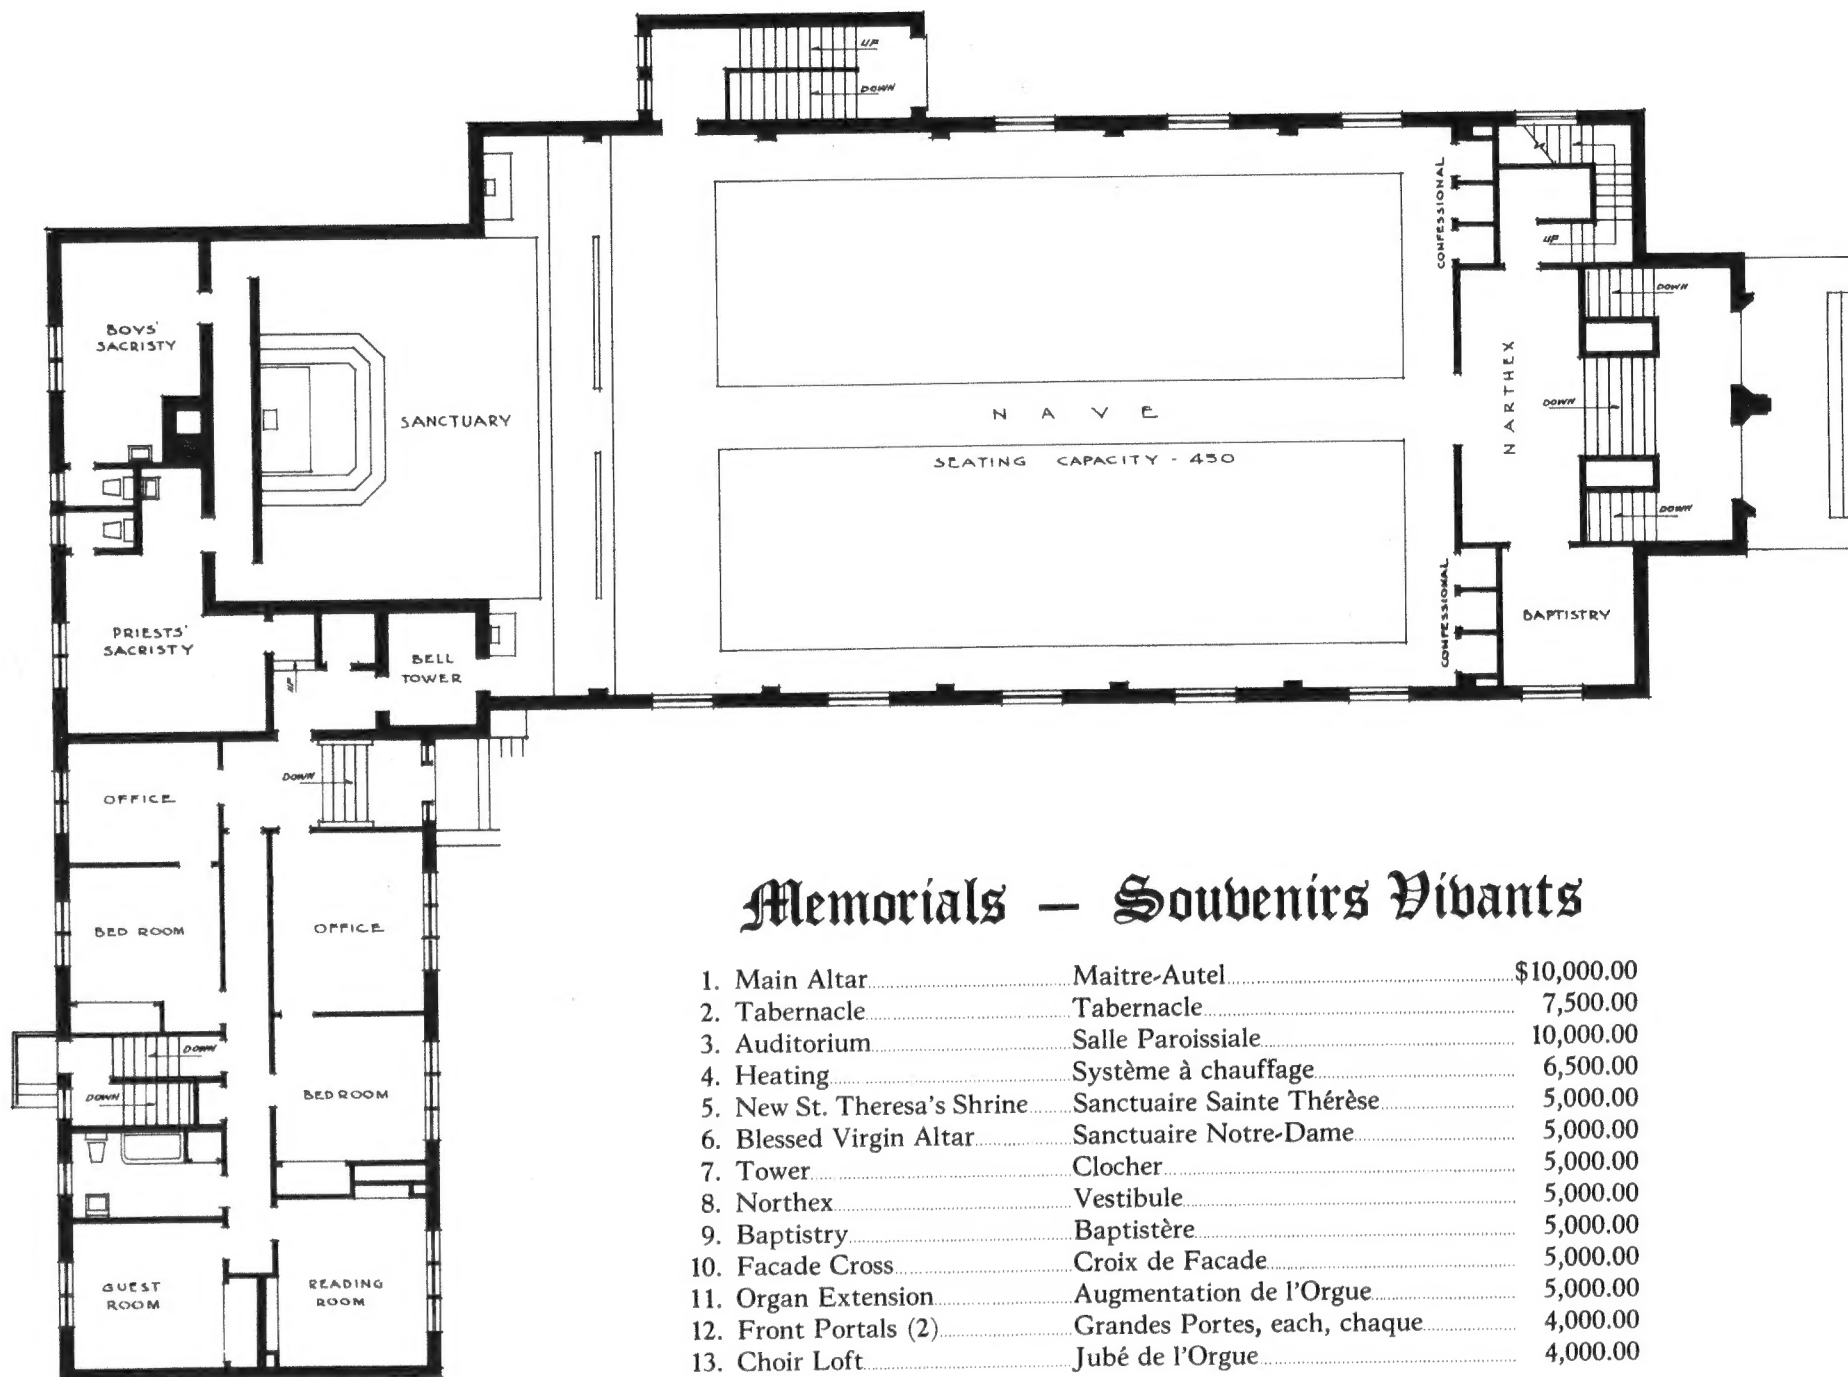 UP
DOWN
CONFESSIONAL
UP
DOWN
BOYS'
SACRISTY
NARTHEX
SANCTUARY
NAVE
DOWN
SEATING CAPACITY - 450
DOWN
CONFESSIONAL
BAPTISTRY
PRIESTS'
SACRISTY
BELL
TOWER
UP
DOWN
OFFICE
BED ROOM
OFFICE
DOWN
DOWN
BED ROOM
GUEST
ROOM
READING
ROOM
Memorials — Souvenirs Vivants
1. Main Altar Maitre-Autel $10,000.00
2. Tabernacle Tabernacle 7,500.00
3. Auditorium Salle Paroissiale 10,000.00
4. Heating Système à chauffage 6,500.00
5. New St. Theresa's Shrine Sanctuaire Sainte Thérèse 5,000.00
6. Blessed Virgin Altar Sanctuaire Notre-Dame 5,000.00
7. Tower Clocher 5,000.00
8. Northex Vestibule 5,000.00
9. Baptistry Baptistère 5,000.00
10. Facade Cross Croix de Facade 5,000.00
11. Organ Extension Augmentation de l'Orgue 5,000.00
12. Front Portals (2) Grandes Portes, each, chaque 4,000.00
13. Choir Loft Jubé de l'Orgue 4,000.00